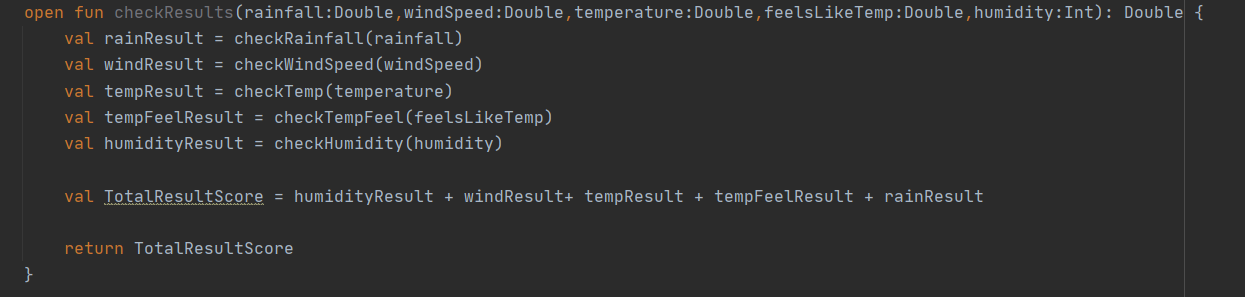 open fun checkResults(rainfall:Double,windSpeed:Double,temperature:Double,feelsLikeTemp:Double,humidity:Int): Double {
    val rainResult = checkRainfall(rainfall)
    val windResult = checkWindSpeed(windSpeed)
    val tempResult = checkTemp(temperature)
    val tempFeelResult = checkTempFeel(feelsLikeTemp)
    val humidityResult = checkHumidity(humidity)

    val TotalResultScore = humidityResult + windResult+ tempResult + tempFeelResult + rainResult

    return TotalResultScore
}